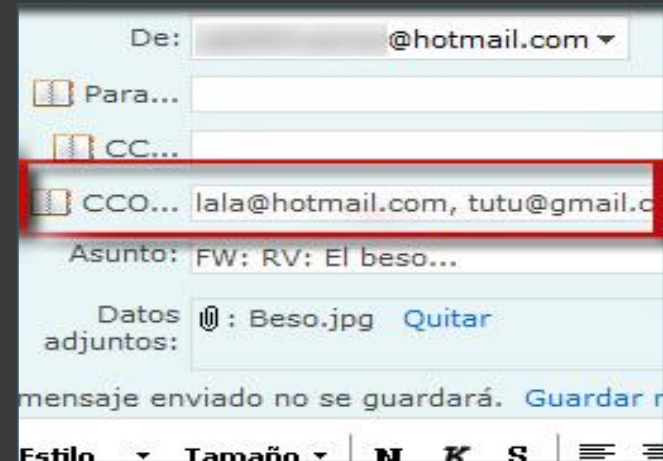 De: @hotmail.com
Para...
CC...
CCO... lala@hotmail.com, tutu@gmail.c
Asunto: FW: RV: El beso...
Datos adjuntos: : Beso.jpg Quitar
mensaje enviado no se guardará. Guardar
Estilo Tamaño N K S